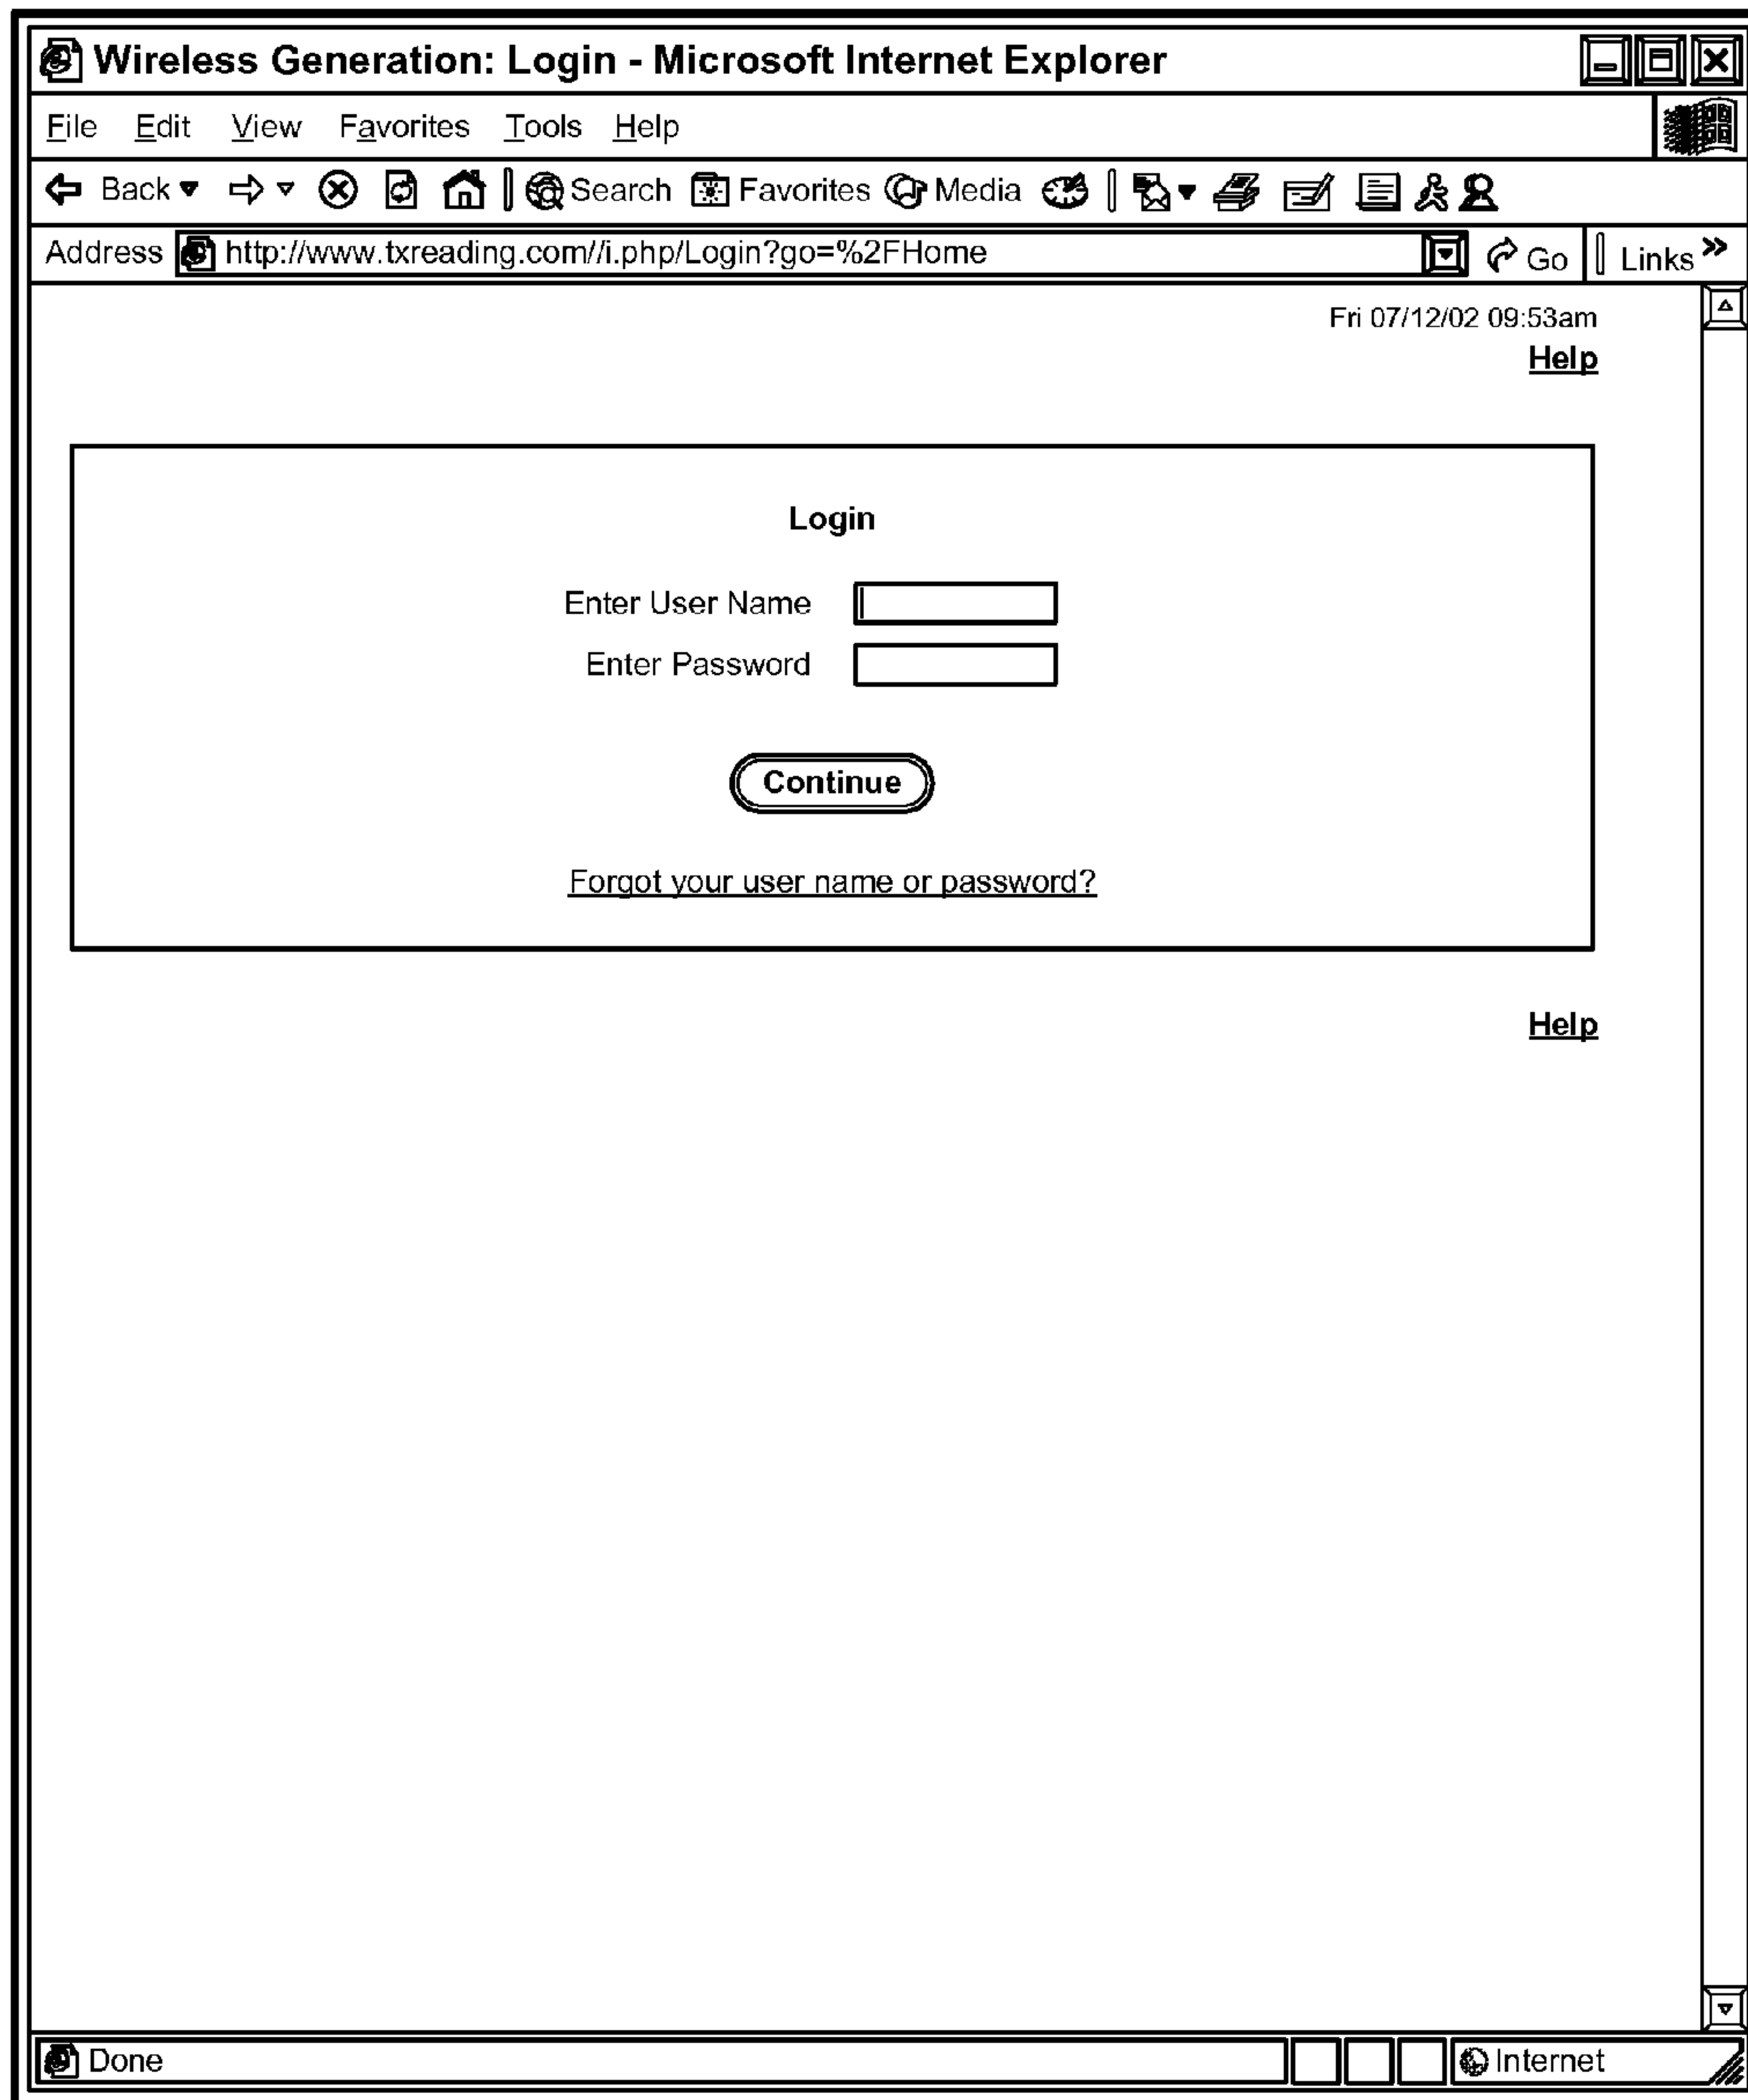 Wireless Generation: Login - Microsoft Internet Explorer
File Edit View Favorites Tools Help
Back Search Favorites Media
Address http://www.txreading.com//i.php/Login?go=%2FHome Go Links »
Fri 07/12/02 09:53am
Help
Login
Enter User Name
Enter Password
Continue
Forgot your user name or password?
Help
Done Internet